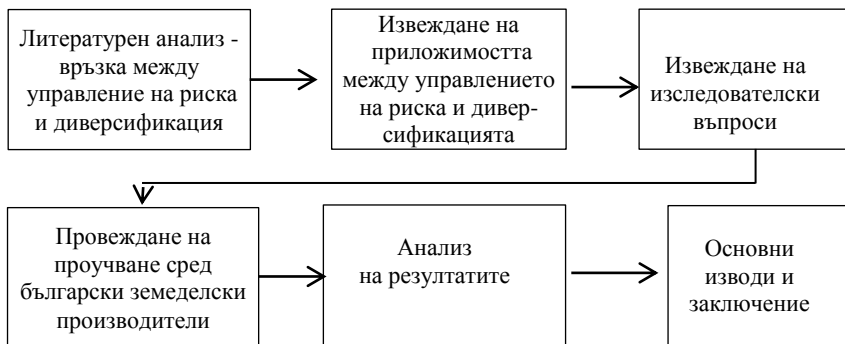 Литературен анализ -
връзка между
управление на риска
и диверсификация
Извеждане на
приложимостта
между управлението
на риска и дивер-
сификацията
Извеждане на
изследователски
въпроси
Провеждане на
проучване сред
български земеделски
производители
Анализ
на резултатите
Основни
изводи и
заключение